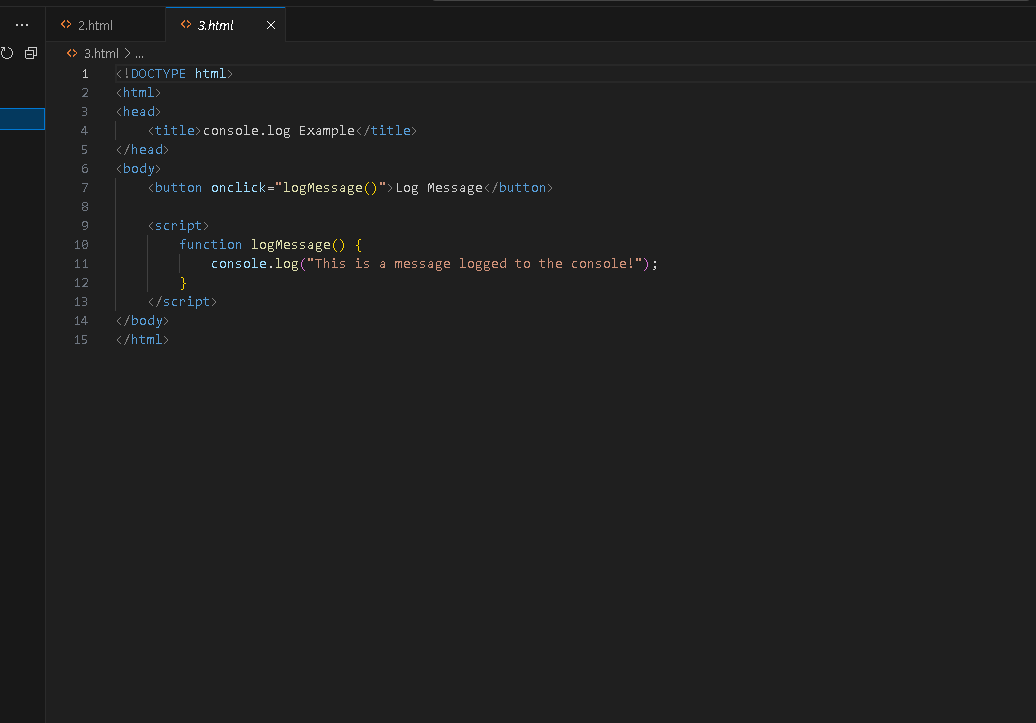 ...
2.html
3.html
3.html > ...
1 <!DOCTYPE html>
2 <html>
3 <head>
4     <title>console.log Example</title>
5 </head>
6 <body>
7     <button onclick="logMessage()">Log Message</button>
8
9     <script>
10         function logMessage() {
11             console.log("This is a message logged to the console!");
12         }
13     </script>
14 </body>
15 </html>